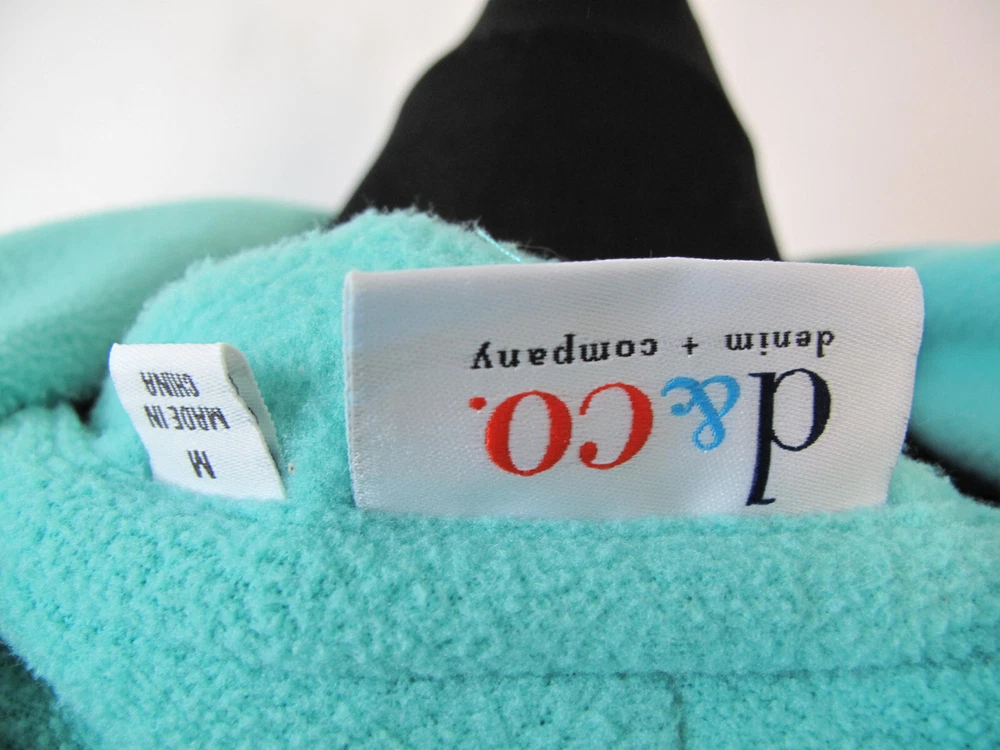 d&co.
denim + company
M
MADE IN
CHINA